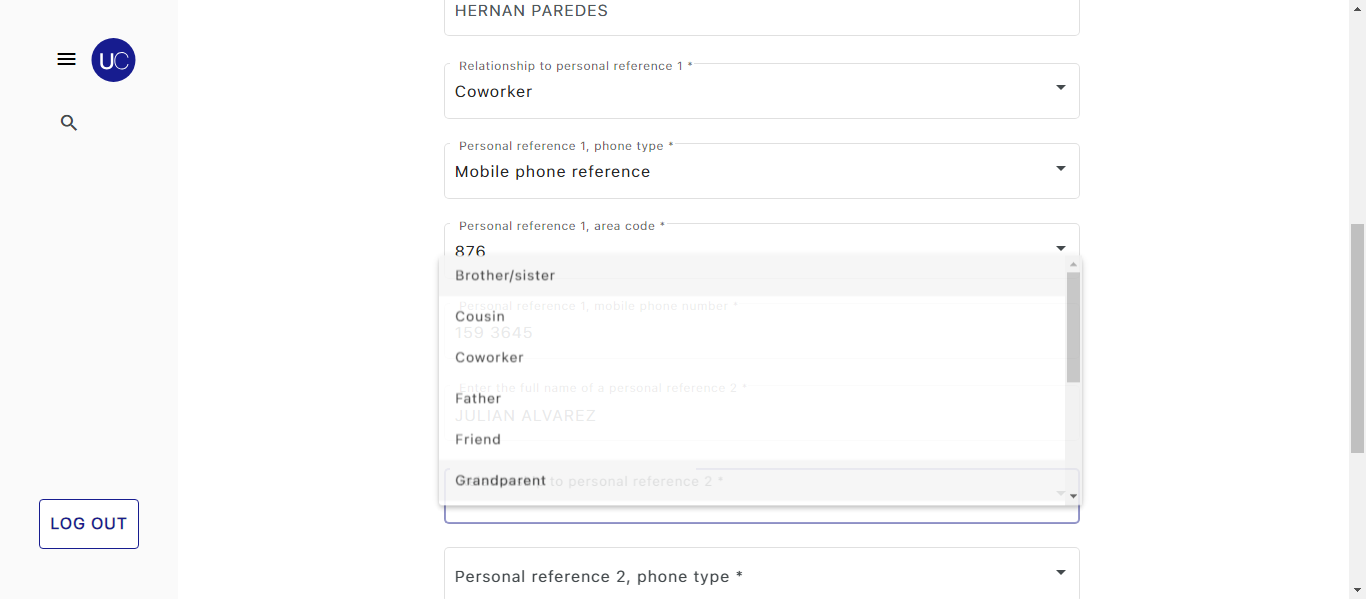 HERNAN PAREDES
UC
Relationship to personal reference 1 *
Coworker
Personal reference 1, phone type *
Mobile phone reference
Personal reference 1, area code *
876
Brother/sister
Personal reference 1, mobile phone number *
Cousin
159 3645
Coworker
Enter the full name of a personal reference 2 *
Father
JULIAN ALVAREZ
Friend
Grandparent to personal reference 2 *
LOG OUT
Personal reference 2, phone type *